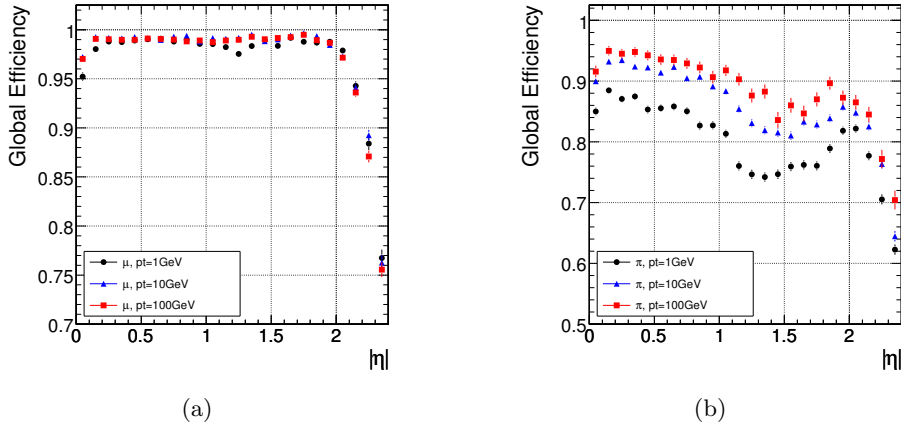 Global Efficiency
1
0.95
0.9
0.85
0.8
0.75
0.7
μ, pt=1GeV
μ, pt=10GeV
μ, pt=100GeV
0 0.5 1 1.5 2
|η|
(a)
Global Efficiency
1
0.9
0.8
0.7
0.6
0.5
π, pt=1GeV
π, pt=10GeV
π, pt=100GeV
0 0.5 1 1.5 2
|η|
(b)